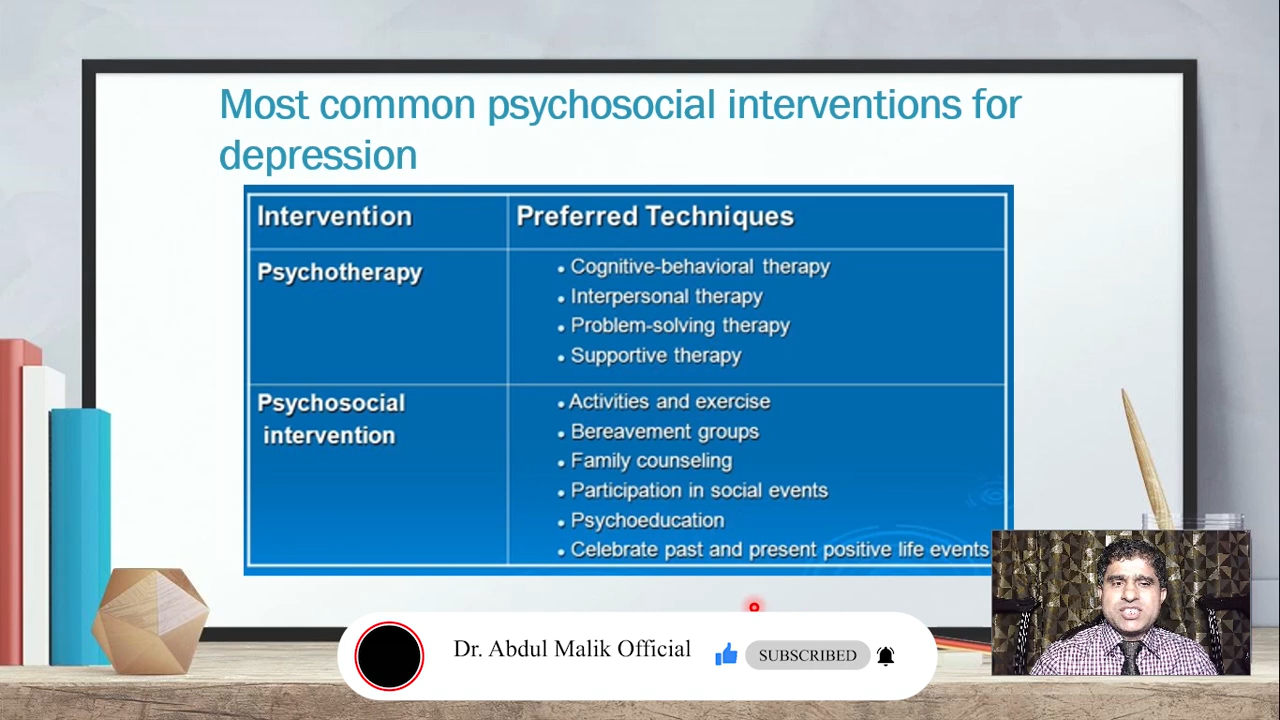 Most common psychosocial interventions for
depression
Intervention
Preferred Techniques
Psychotherapy
• Cognitive-behavioral therapy
• Interpersonal therapy
• Problem-solving therapy
• Supportive therapy
Psychosocial
intervention
• Activities and exercise
• Bereavement groups
• Family counseling
• Participation in social events
• Psychoeducation
• Celebrate past and present positive life events
Dr. Abdul Malik Official
SUBSCRIBED